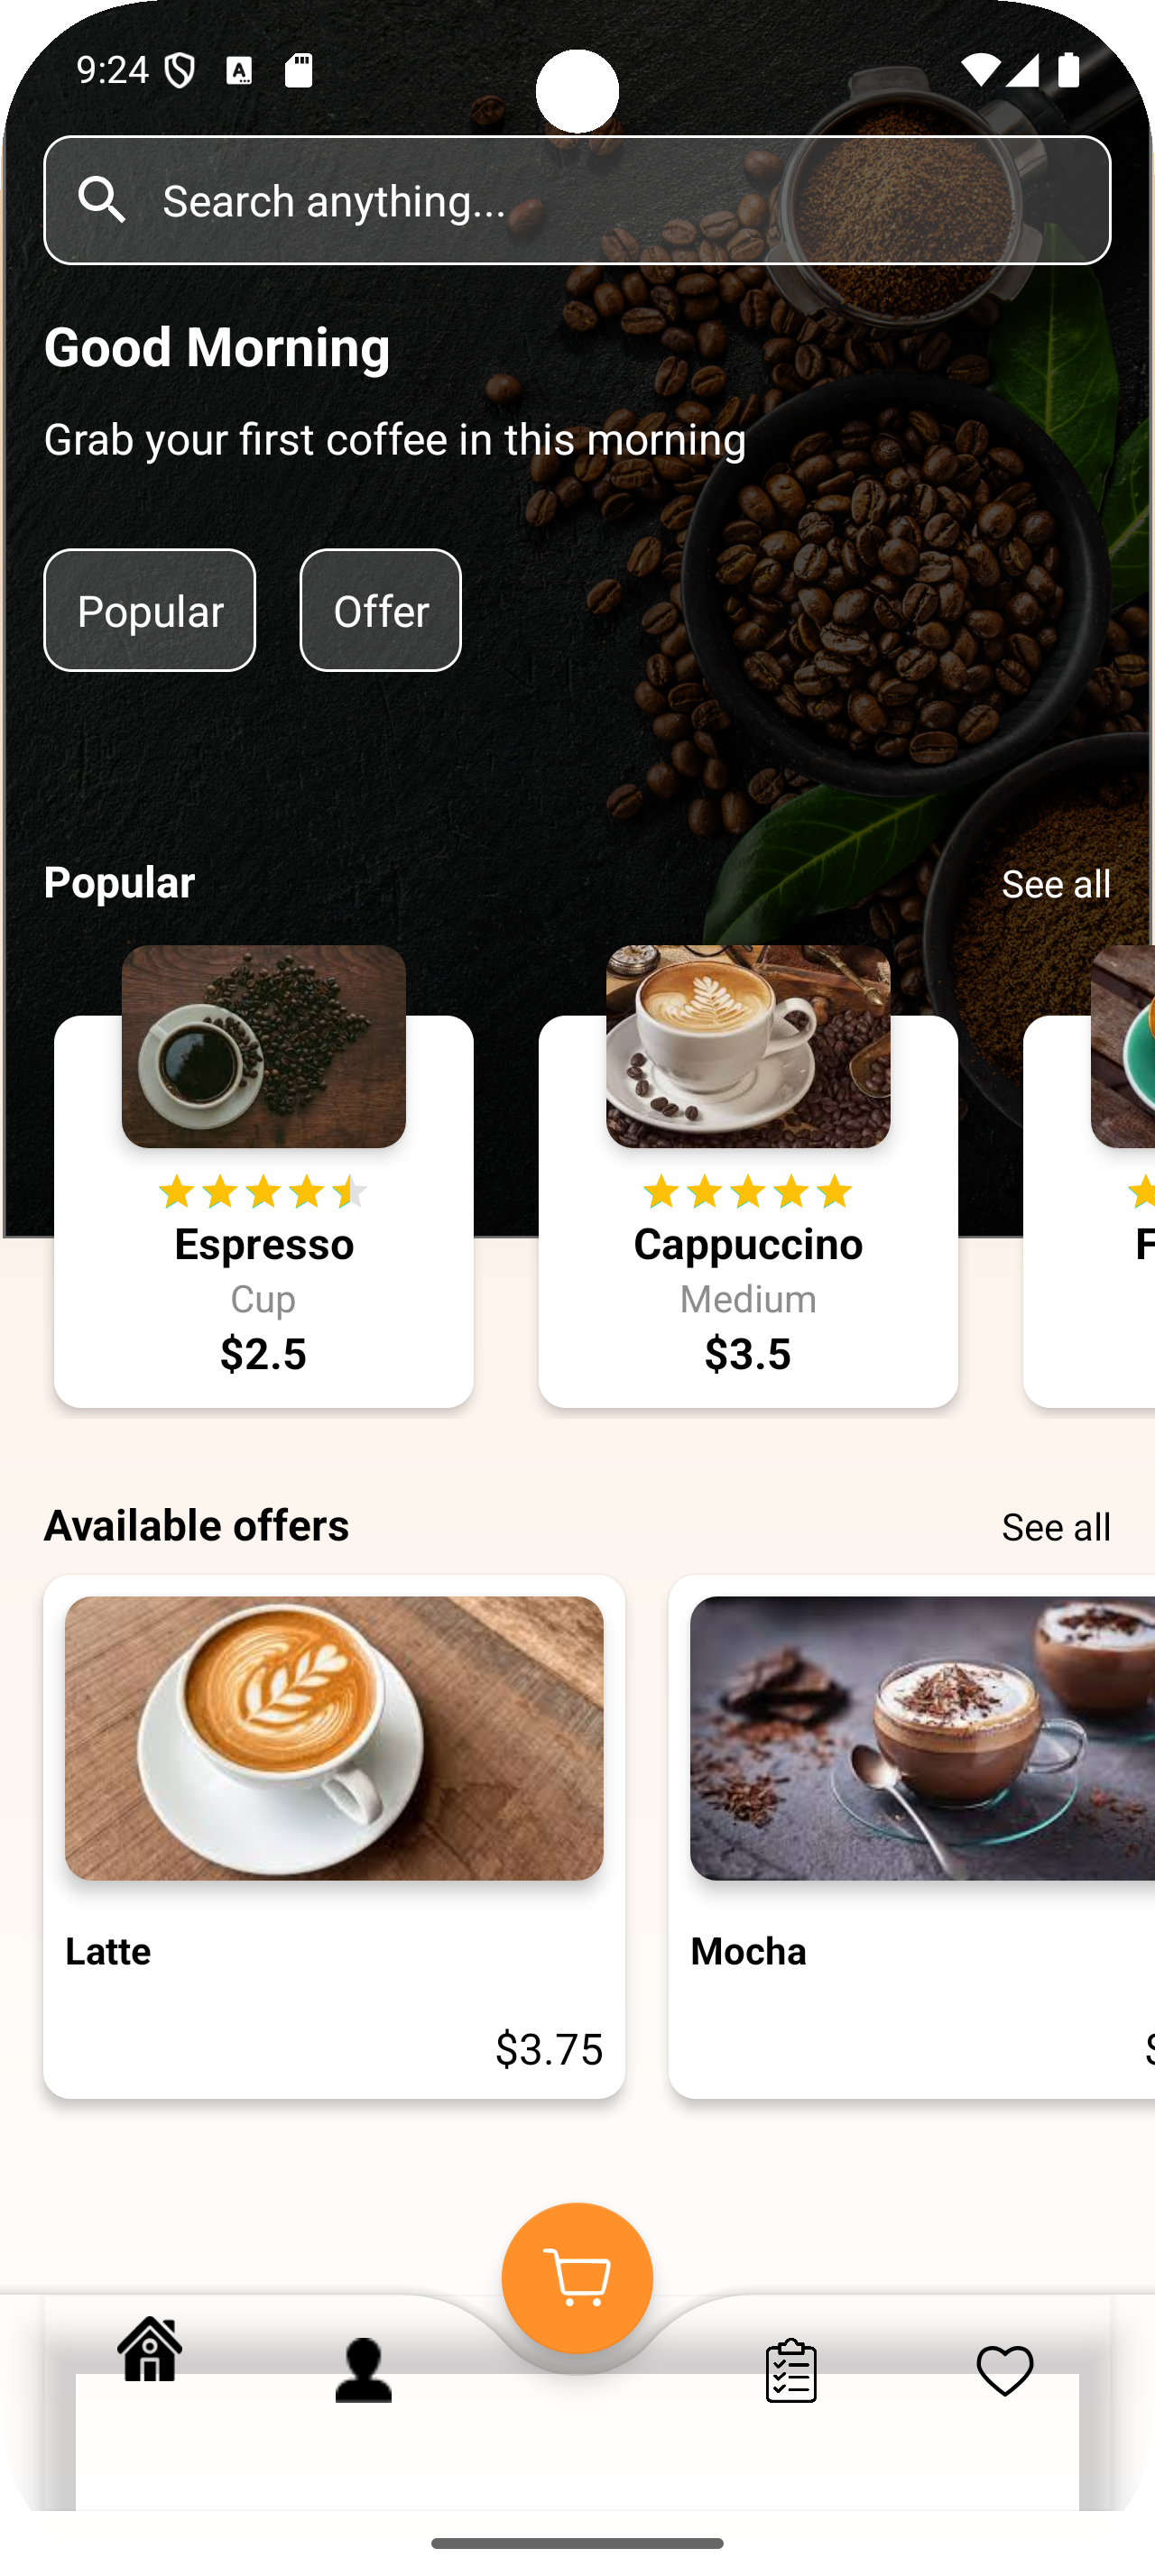 9:24
Search anything...
Good Morning
Grab your first coffee in this morning
Popular
Offer
Popular
See all
Espresso
Cup
$2.5
Cappuccino
Medium
$3.5
F
Available offers
See all
Latte
$3.75
Mocha
$